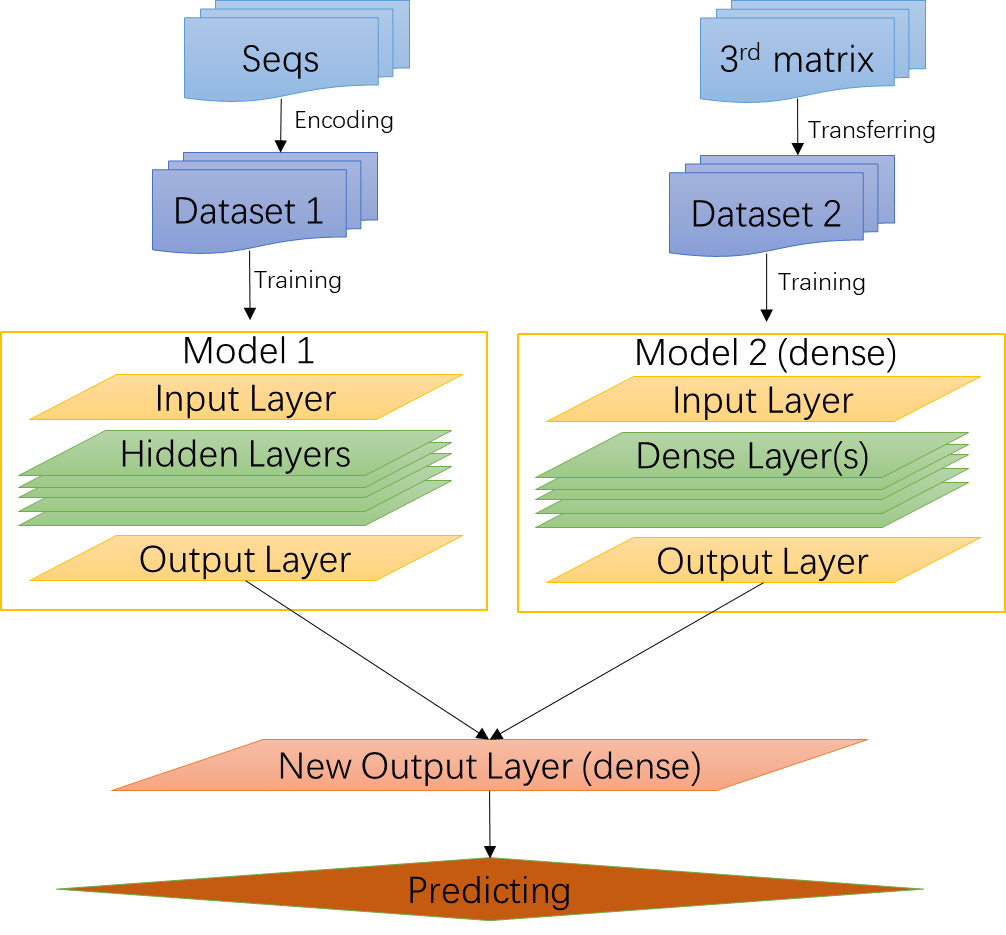 Seqs
3rd matrix
Encoding
Transferring
Dataset 1
Dataset 2
Training
Training
Model 1
Model 2 (dense)
Input Layer
Input Layer
Hidden Layers
Dense Layer(s)
Output Layer
Output Layer
New Output Layer (dense)
Predicting